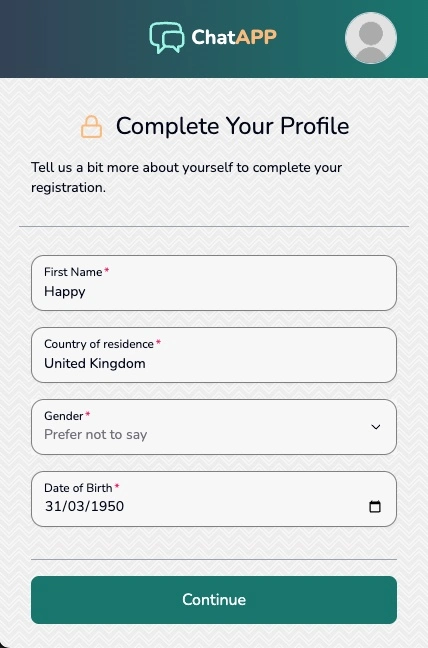 ChatAPP
Complete Your Profile
Tell us a bit more about yourself to complete your
registration.
First Name*
Happy
Country of residence*
United Kingdom
Gender*
Prefer not to say
Date of Birth*
31/03/1950
Continue